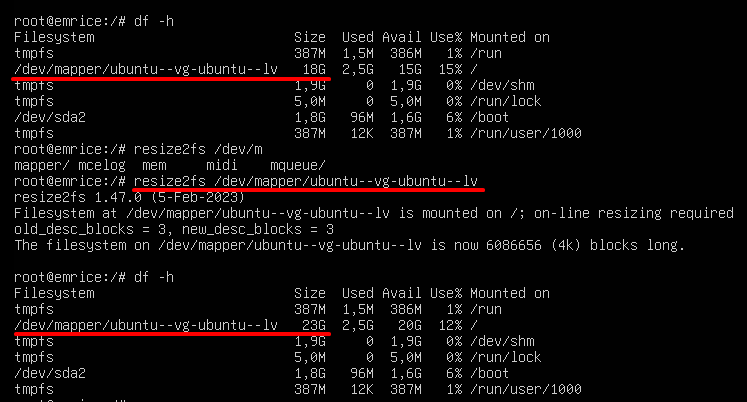 root@emrice:/# df -h
Filesystem                         Size  Used Avail Use% Mounted on
tmpfs                              387M  1,5M  386M   1% /run
/dev/mapper/ubuntu--vg-ubuntu--lv   18G  2,5G   15G  15% /
tmpfs                              1,9G     0  1,9G   0% /dev/shm
tmpfs                              5,0M     0  5,0M   0% /run/lock
/dev/sda2                          1,8G   96M  1,6G   6% /boot
tmpfs                              387M   12K  387M   1% /run/user/1000
root@emrice:/# resize2fs /dev/m
mapper/ mcelog  mem     midi    mqueue/
root@emrice:/# resize2fs /dev/mapper/ubuntu--vg-ubuntu--lv
resize2fs 1.47.0 (5-Feb-2023)
Filesystem at /dev/mapper/ubuntu--vg-ubuntu--lv is mounted on /; on-line resizing required
old_desc_blocks = 3, new_desc_blocks = 3
The filesystem on /dev/mapper/ubuntu--vg-ubuntu--lv is now 6086656 (4k) blocks long.
root@emrice:/# df -h
Filesystem                         Size  Used Avail Use% Mounted on
tmpfs                              387M  1,5M  386M   1% /run
/dev/mapper/ubuntu--vg-ubuntu--lv   23G  2,5G   20G  12% /
tmpfs                              1,9G     0  1,9G   0% /dev/shm
tmpfs                              5,0M     0  5,0M   0% /run/lock
/dev/sda2                          1,8G   96M  1,6G   6% /boot
tmpfs                              387M   12K  387M   1% /run/user/1000